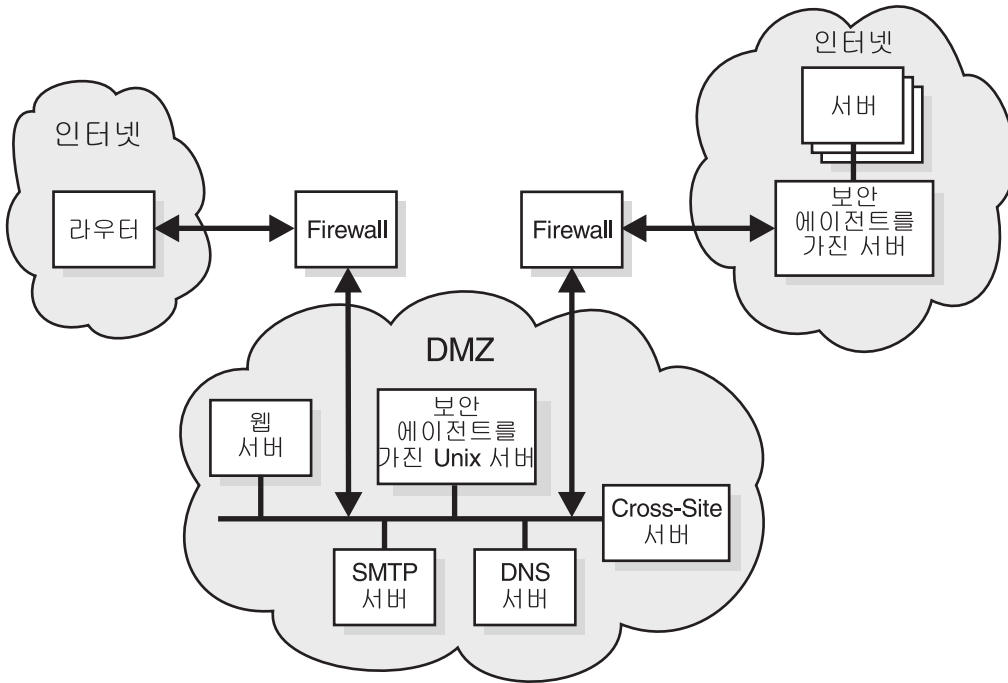 인터넷
서버
인터넷
라우터
Firewall
Firewall
보안
에이전트를
가진 서버
DMZ
웹
서버
보안
에이전트를
가진 Unix 서버
Cross-Site
서버
SMTP
서버
DNS
서버